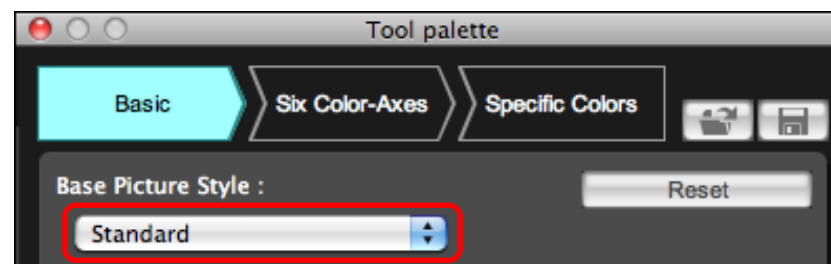 Tool palette
Basic Six Color-Axes Specific Colors
Base Picture Style : Reset
Standard